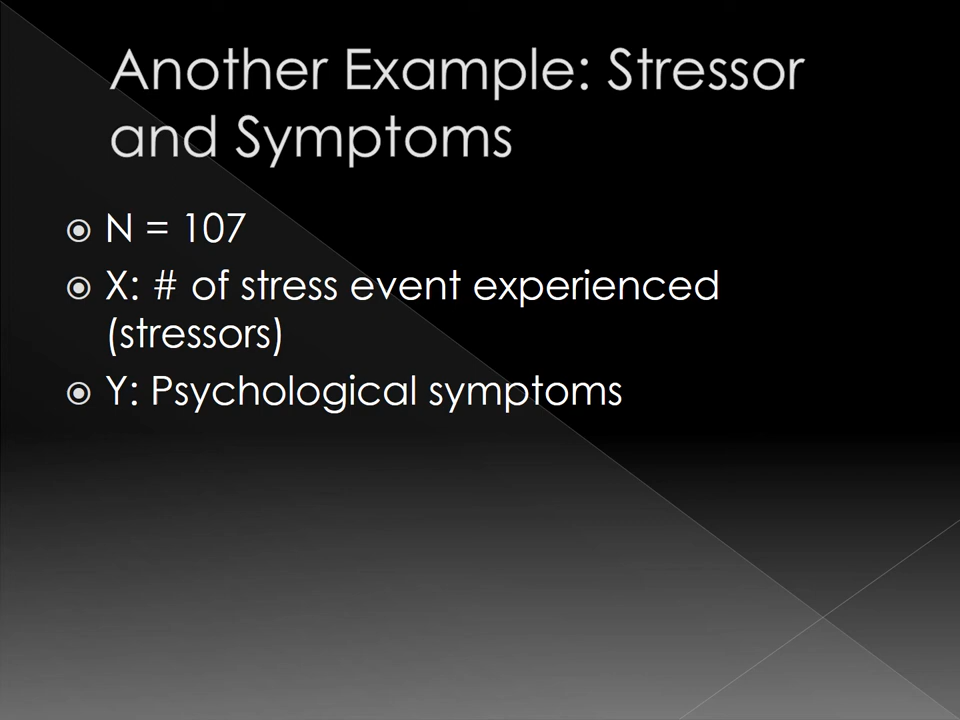 Another Example: Stressor
and Symptoms
N = 107
X: # of stress event experienced
(stressors)
Y: Psychological symptoms